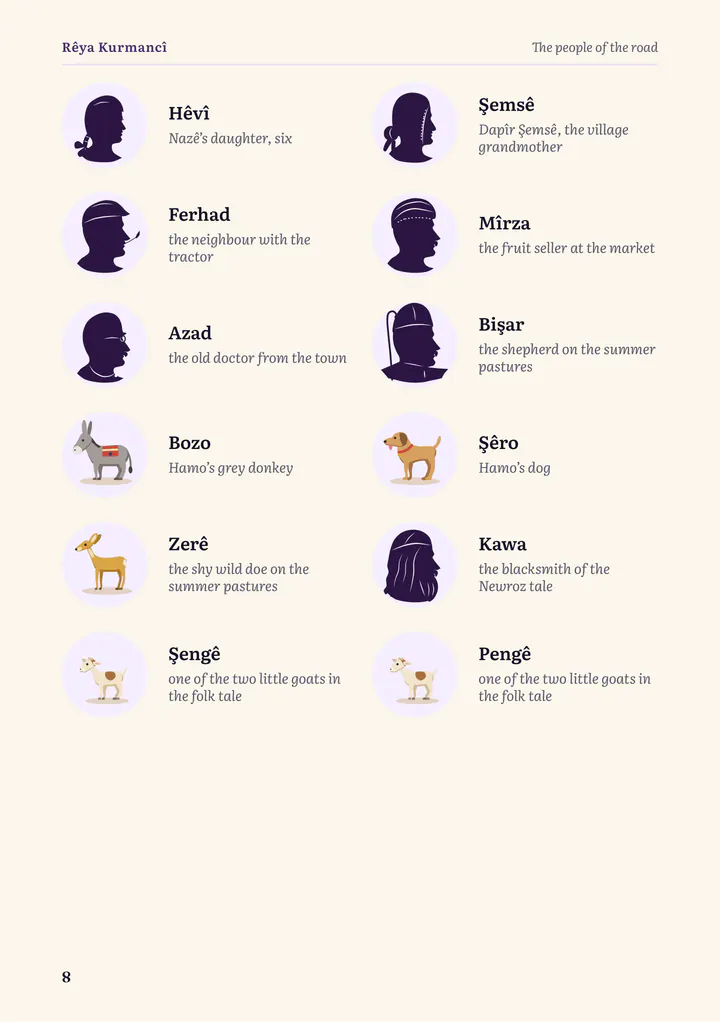 Rêya Kurmancî
The people of the road
Hêvî
Nazê’s daughter, six
Şemsê
Dapîr Şemsê, the village
grandmother
Ferhad
the neighbour with the
tractor
Mîrza
the fruit seller at the market
Azad
the old doctor from the town
Bişar
the shepherd on the summer
pastures
Bozo
Hamo’s grey donkey
Şêro
Hamo’s dog
Zerê
the shy wild doe on the
summer pastures
Kawa
the blacksmith of the
Newroz tale
Şengê
one of the two little goats in
the folk tale
Pengê
one of the two little goats in
the folk tale
8